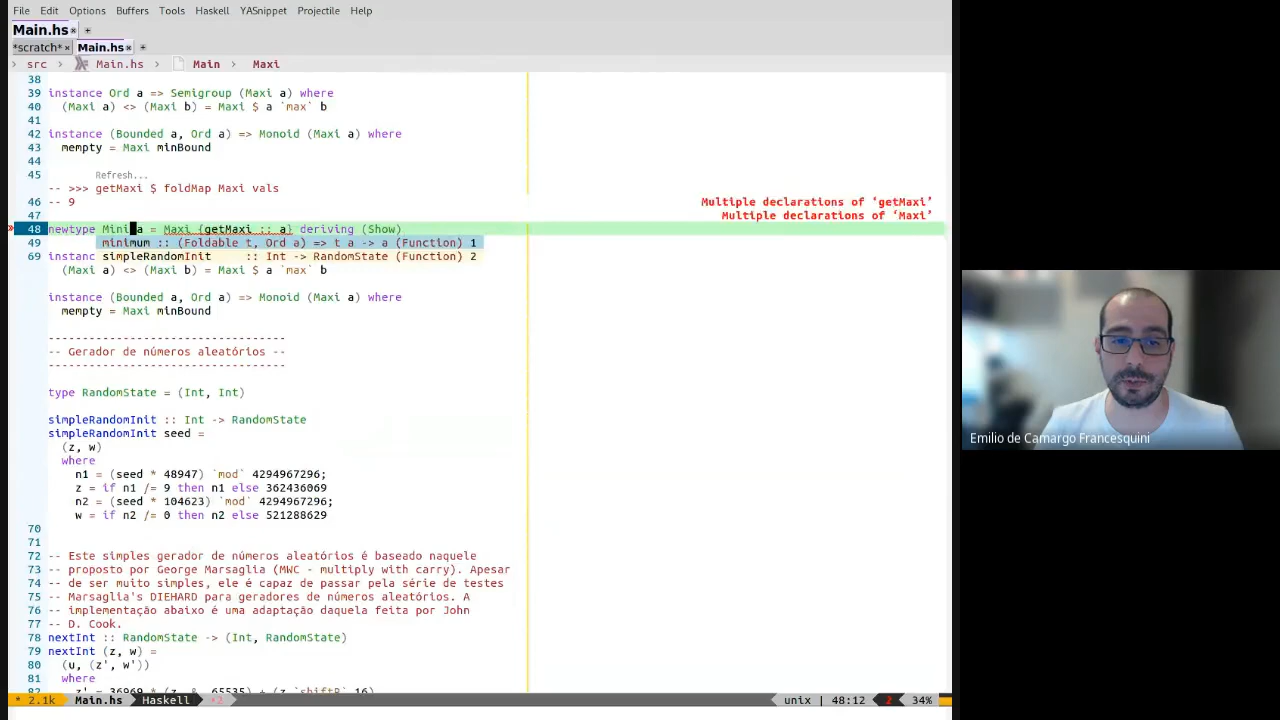 File Edit Options Buffers Tools Haskell YASnippet Projectile Help
Main.hs
*scratch* Main.hs
src Main.hs Main Maxi
38
39 instance Ord a => Semigroup (Maxi a) where
40 (Maxi a) <> (Maxi b) = Maxi $ a `max` b
41
42 instance (Bounded a, Ord a) => Monoid (Maxi a) where
43 mempty = Maxi minBound
44
45 Refresh...
-- >>> getMaxi $ foldMap Maxi vals
46 -- 9 Multiple declarations of ‘getMaxi’
47 Multiple declarations of ‘Maxi’
48 newtype Mini a = Maxi {getMaxi :: a} deriving (Show)
49 minimum :: (Foldable t, Ord a) => t a -> a (Function) 1
69 instanc simpleRandomInit :: Int -> RandomState (Function) 2
(Maxi a) <> (Maxi b) = Maxi $ a `max` b
instance (Bounded a, Ord a) => Monoid (Maxi a) where
mempty = Maxi minBound
-----------------------------------
-- Gerador de números aleatórios --
-----------------------------------
type RandomState = (Int, Int)
simpleRandomInit :: Int -> RandomState
simpleRandomInit seed =
(z, w)
where
n1 = (seed * 48947) `mod` 4294967296;
z = if n1 /= 9 then n1 else 362436069
n2 = (seed * 104623) `mod` 4294967296;
w = if n2 /= 0 then n2 else 521288629
70
71
72 -- Este simples gerador de números aleatórios é baseado naquele
73 -- proposto por George Marsaglia (MWC - multiply with carry). Apesar
74 -- de ser muito simples, ele é capaz de passar pela série de testes
75 -- Marsaglia's DIEHARD para geradores de números aleatórios. A
76 -- implementação abaixo é uma adaptação daquela feita por John
77 -- D. Cook.
78 nextInt :: RandomState -> (Int, RandomState)
79 nextInt (z, w) =
80 (u, (z', w'))
81 where
82 z' = 36969 * (z .&. 65535) + (z `shiftR` 16)
* 2.1k Main.hs Haskell unix | 48:12 2 34%
Emilio de Camargo Francesquini